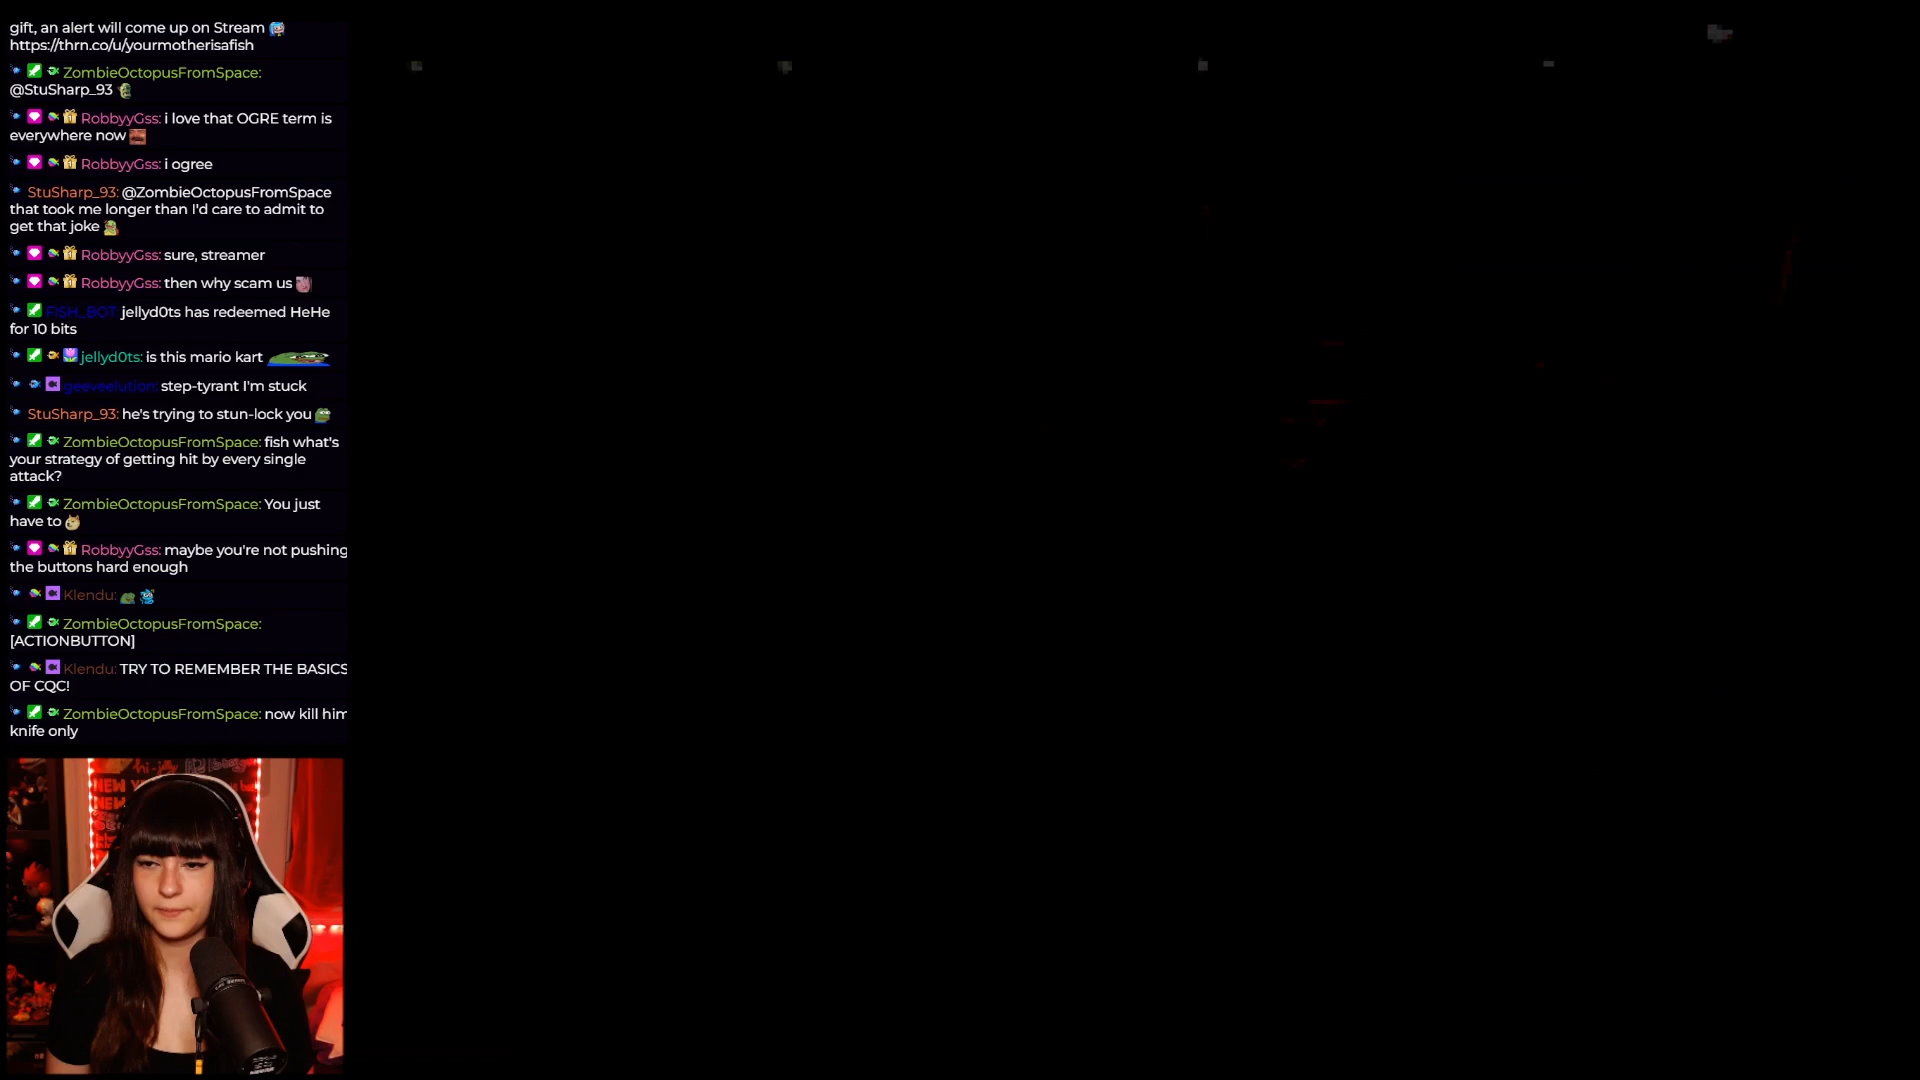 gift, an alert will come up on Stream
https://thrn.co/u/yourmotherisafish
ZombieOctopusFromSpace:
@StuSharp_93
RobbyyGss: i love that OGRE term is
everywhere now
RobbyyGss: i ogree
StuSharp_93: @ZombieOctopusFromSpace
that took me longer than I'd care to admit to
get that joke
RobbyyGss: sure, streamer
RobbyyGss: then why scam us
FISH_BOT jellyd0ts has redeemed HeHe
for 10 bits
jellyd0ts: is this mario kart
geeveelution: step-tyrant I'm stuck
StuSharp_93: he's trying to stun-lock you
ZombieOctopusFromSpace: fish what's
your strategy of getting hit by every single
attack?
ZombieOctopusFromSpace: You just
have to
RobbyyGss: maybe you're not pushing
the buttons hard enough
Klendu:
ZombieOctopusFromSpace:
[ACTIONBUTTON]
Klendu: TRY TO REMEMBER THE BASICS
OF CQC!
ZombieOctopusFromSpace: now kill him
knife only